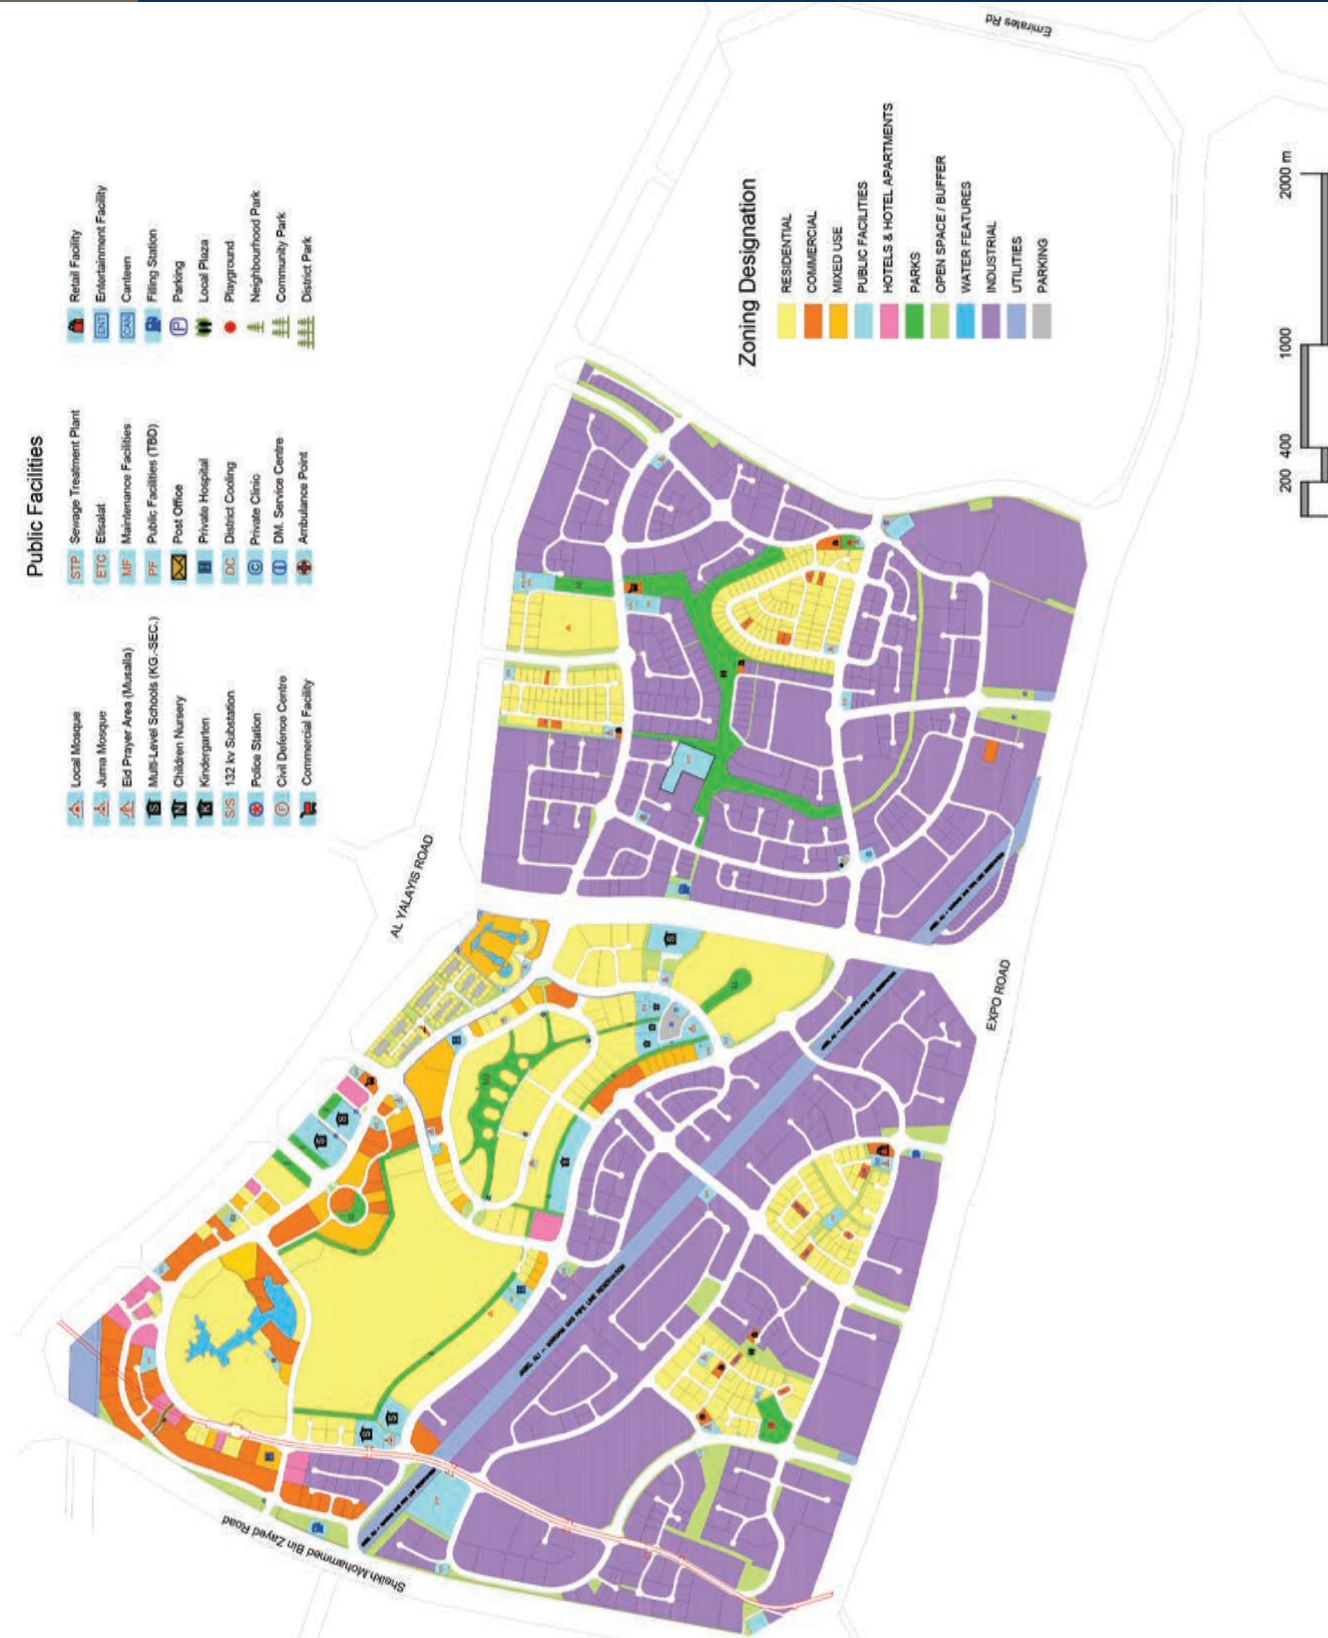 Public Facilities
Local Mosque
Juma Mosque
Eid Prayer Area (Musalla)
Multi-Level Schools (KG.-SEC.)
Children Nursery
Kindergarten
S/S 132 kv Substation
Police Station
Civil Defence Centre
Commercial Facility
STP Sewage Treatment Plant
ETC Etisalat
MF Maintenance Facilities
PF Public Facilities (TBD)
Post Office
H Private Hospital
DC District Cooling
C Private Clinic
DM. Service Centre
Ambulance Point
Retail Facility
ENT Entertainment Facility
CAN Canteen
Filling Station
P Parking
Local Plaza
Playground
Neighbourhood Park
Community Park
District Park
Zoning Designation
RESIDENTIAL
COMMERCIAL
MIXED USE
PUBLIC FACILITIES
HOTELS & HOTEL APARTMENTS
PARKS
OPEN SPACE / BUFFER
WATER FEATURES
INDUSTRIAL
UTILITIES
PARKING
Emirates Rd
AL YALAYIS ROAD
EXPO ROAD
Sheikh Mohammed Bin Zayed Road
200 400 1000 2000 m